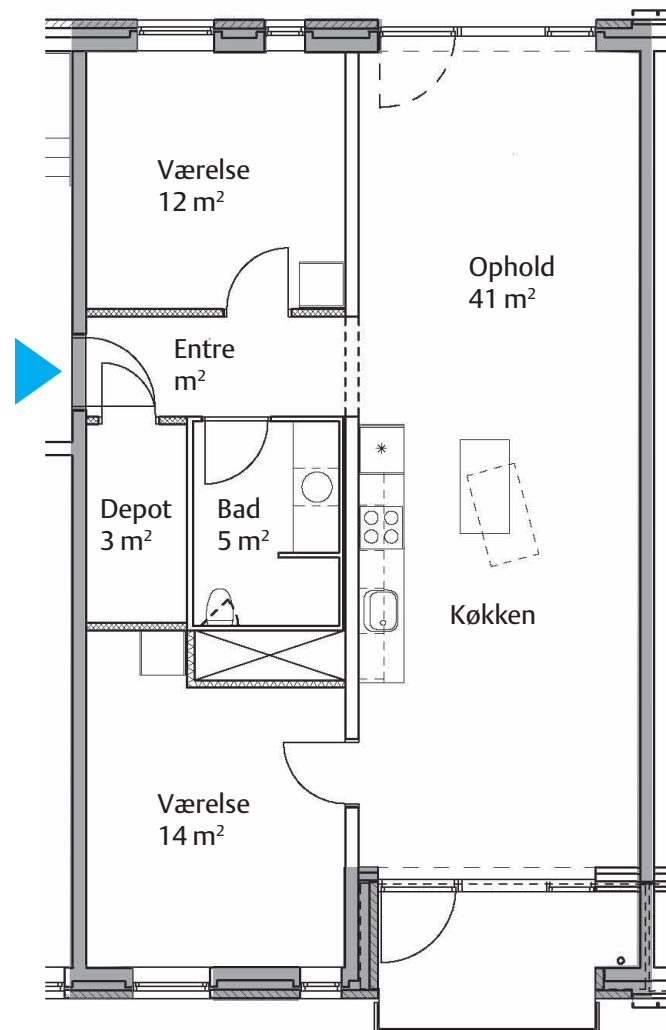 Værelse
12 m²
Ophold
41 m²
Entre
m²
Depot
3 m²
Bad
5 m²
Køkken
Værelse
14 m²